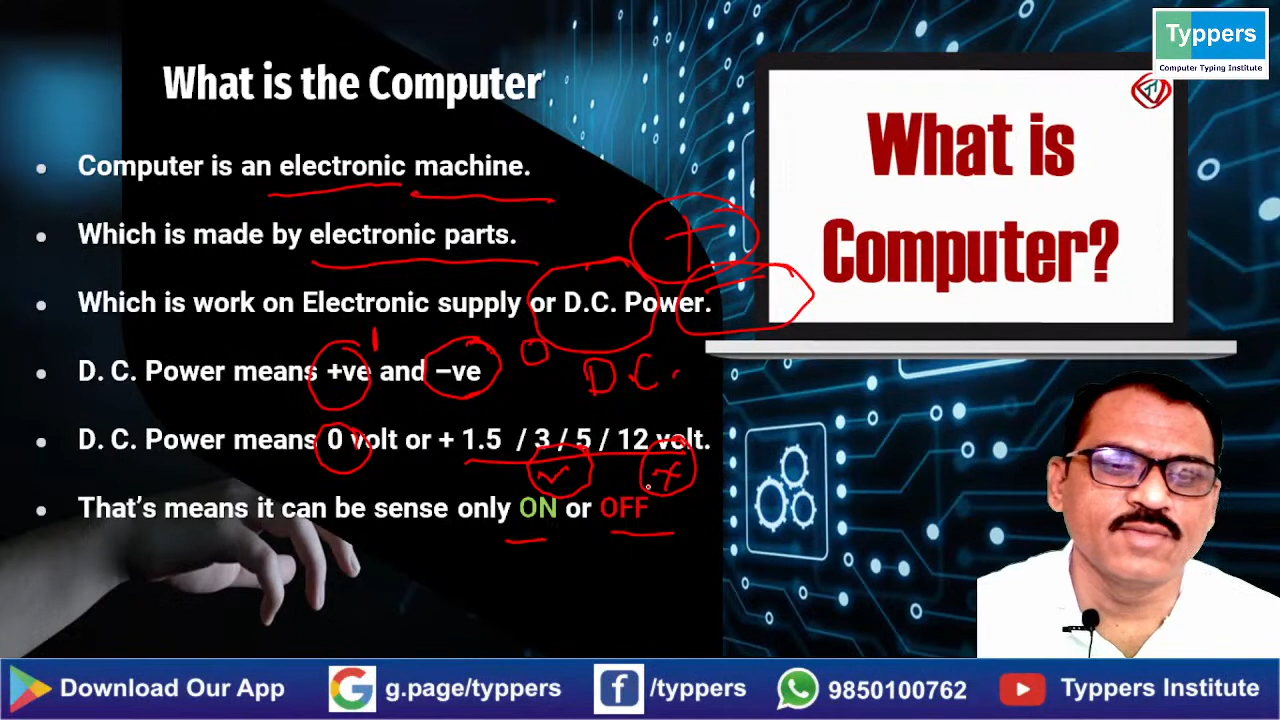 Typpers
Computer Typing Institute
What is the Computer
What is
Computer?
• Computer is an electronic machine.
• Which is made by electronic parts.
• Which is work on Electronic supply or D.C. Power.
• D. C. Power means +ve and –ve
1
0
D.C.
• D. C. Power means 0 volt or + 1.5 / 3 / 5 / 12 volt.
• That's means it can be sense only ON or OFF
Download Our App
g.page/typpers
/typpers
9850100762
Typpers Institute